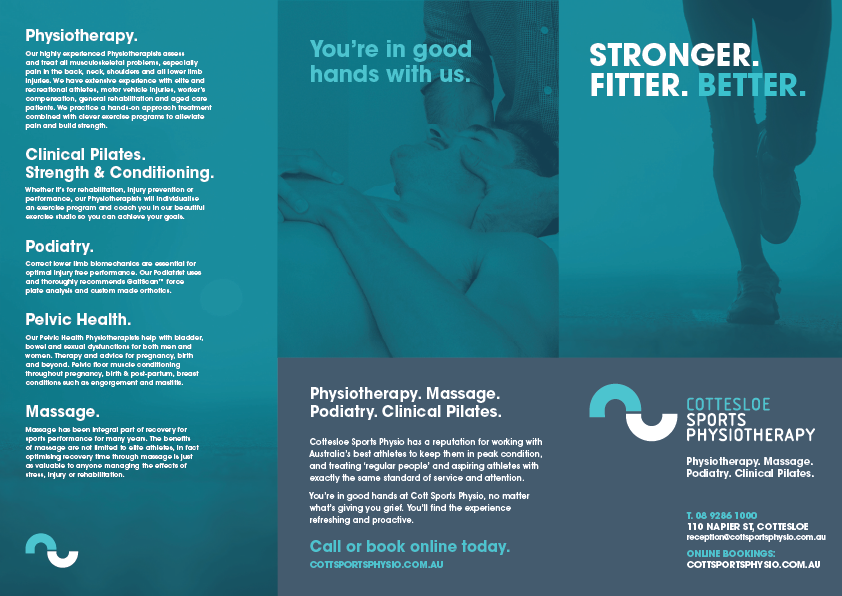 Physiotherapy.
Our highly experienced Physiotherapists assess
and treat all musculoskeletal problems, especially
pain in the back, neck, shoulders and all lower limb
injuries. We have extensive experience with elite and
recreational athletes, motor vehicle injuries, worker's
compensation, general rehabilitation and aged care
patients. We practice a hands-on approach treatment
combined with clever exercise programs to alleviate
pain and build strength.
Clinical Pilates.
Strength & Conditioning.
Whether it's for rehabilitation, injury prevention or
performance, our Physiotherapists will individualise
an exercise program and coach you in our beautiful
exercise studio so you can achieve your goals.
Podiatry.
Correct lower limb biomechanics are essential for
optimal injury free performance. Our Podiatrist uses
and thoroughly recommends GaitScan™ force
plate analysis and custom made orthotics.
Pelvic Health.
Our Pelvic Health Physiotherapists help with bladder,
bowel and sexual dysfunctions for both men and
women. Therapy and advice for pregnancy, birth
and beyond. Pelvic floor muscle conditioning
throughout pregnancy, birth & post-partum, breast
conditions such as engorgement and mastitis.
Massage.
Massage has been integral part of recovery for
sports performance for many years. The benefits
of massage are not limited to elite athletes, in fact
optimising recovery time through massage is just
as valuable to anyone managing the effects of
stress, injury or rehabilitation.
You're in good
hands with us.
Physiotherapy. Massage.
Podiatry. Clinical Pilates.
Cottesloe Sports Physio has a reputation for working with
Australia's best athletes to keep them in peak condition,
and treating 'regular people' and aspiring athletes with
exactly the same standard of service and attention.
You're in good hands at Cott Sports Physio, no matter
what's giving you grief. You'll find the experience
refreshing and proactive.
Call or book online today.
COTTSPORTSPHYSIO.COM.AU
STRONGER.
FITTER. BETTER.
COTTESLOE
SPORTS
PHYSIOTHERAPY
Physiotherapy. Massage.
Podiatry. Clinical Pilates.
T. 08 9286 1000
110 NAPIER ST, COTTESLOE
reception@cottsportsphysio.com.au
ONLINE BOOKINGS:
COTTSPORTSPHYSIO.COM.AU